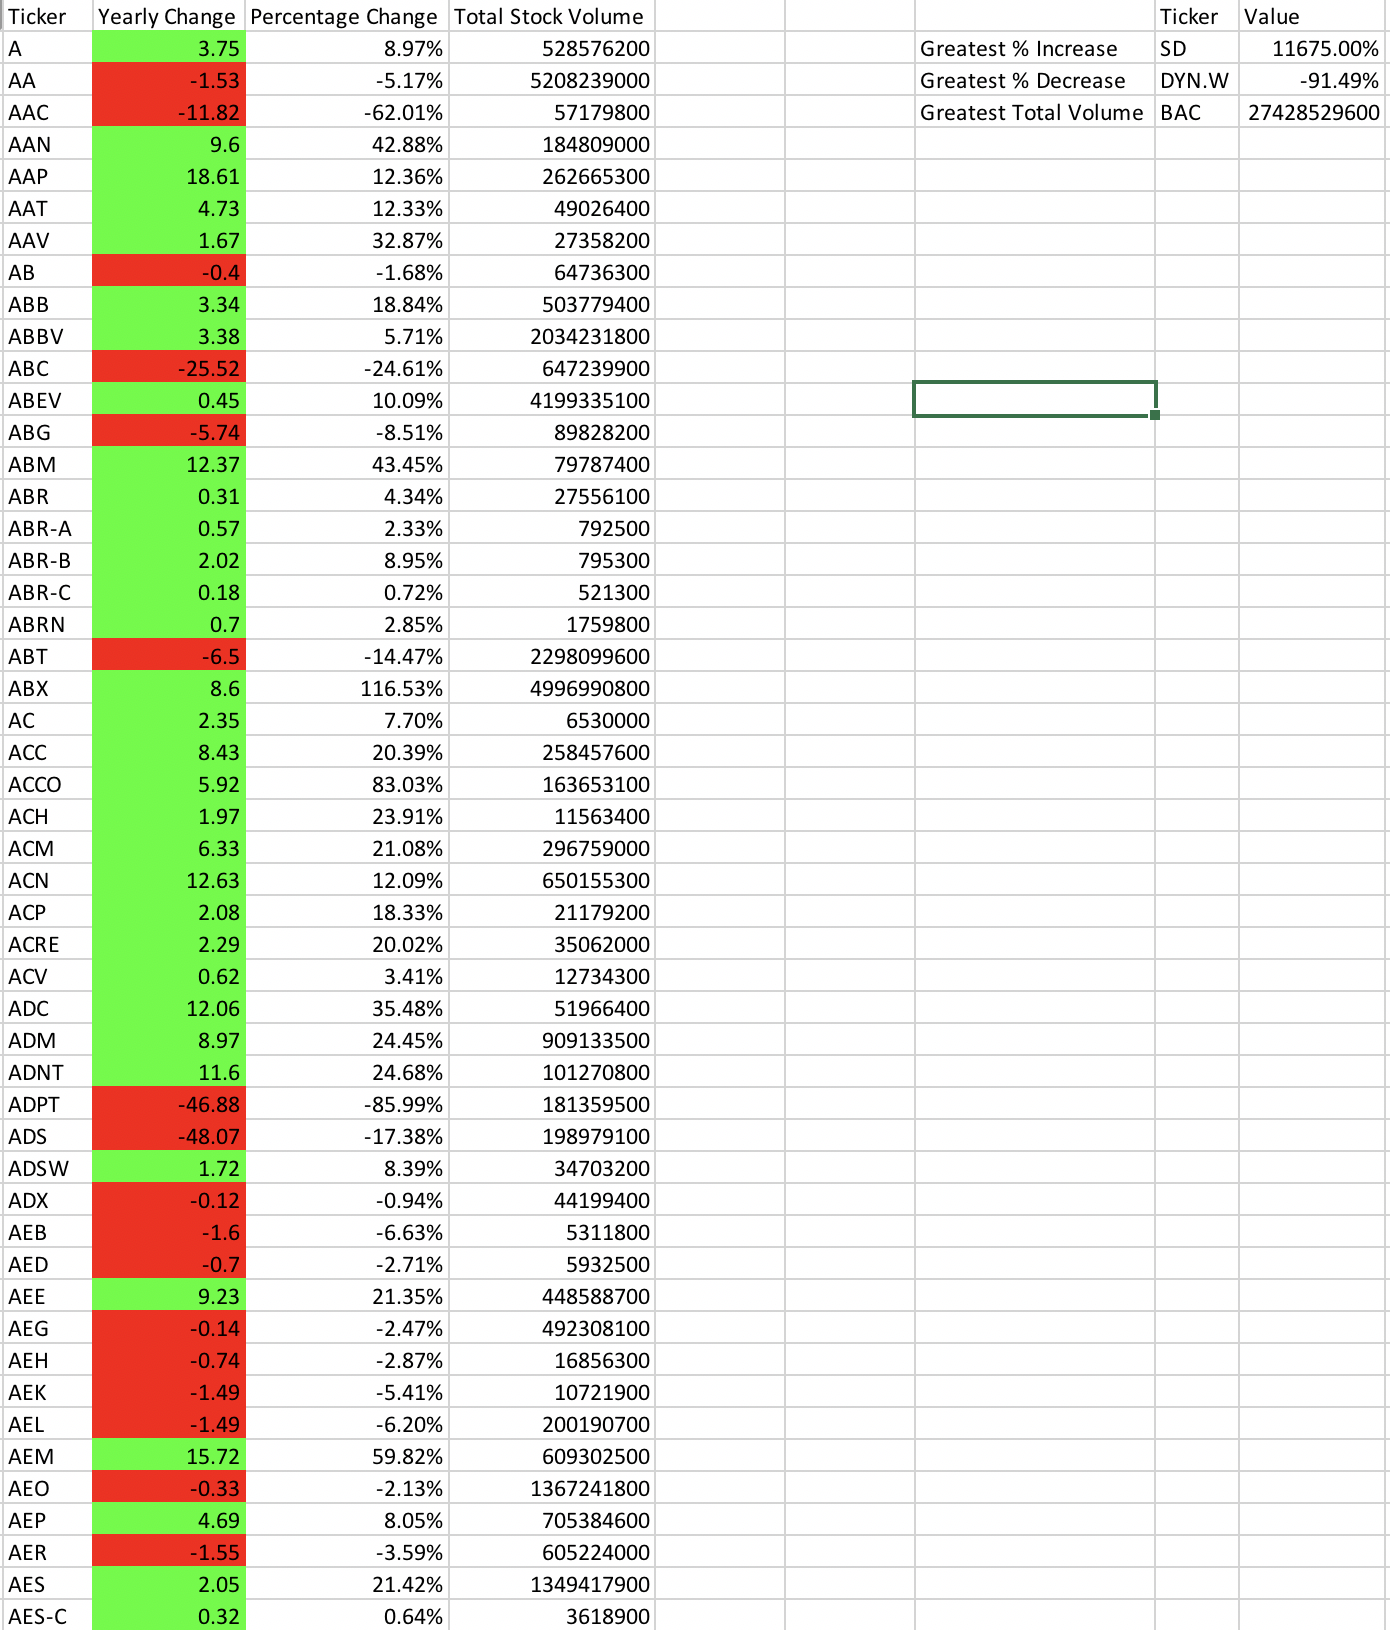 Ticker Yearly Change Percentage Change Total Stock Volume Ticker Value
A 3.75 8.97% 528576200 Greatest % Increase SD 11675.00%
AA -1.53 -5.17% 5208239000 Greatest % Decrease DYN.W -91.49%
AAC -11.82 -62.01% 57179800 Greatest Total Volume BAC 27428529600
AAN 9.6 42.88% 184809000
AAP 18.61 12.36% 262665300
AAT 4.73 12.33% 49026400
AAV 1.67 32.87% 27358200
AB -0.4 -1.68% 64736300
ABB 3.34 18.84% 503779400
ABBV 3.38 5.71% 2034231800
ABC -25.52 -24.61% 647239900
ABEV 0.45 10.09% 4199335100
ABG -5.74 -8.51% 89828200
ABM 12.37 43.45% 79787400
ABR 0.31 4.34% 27556100
ABR-A 0.57 2.33% 792500
ABR-B 2.02 8.95% 795300
ABR-C 0.18 0.72% 521300
ABRN 0.7 2.85% 1759800
ABT -6.5 -14.47% 2298099600
ABX 8.6 116.53% 4996990800
AC 2.35 7.70% 6530000
ACC 8.43 20.39% 258457600
ACCO 5.92 83.03% 163653100
ACH 1.97 23.91% 11563400
ACM 6.33 21.08% 296759000
ACN 12.63 12.09% 650155300
ACP 2.08 18.33% 21179200
ACRE 2.29 20.02% 35062000
ACV 0.62 3.41% 12734300
ADC 12.06 35.48% 51966400
ADM 8.97 24.45% 909133500
ADNT 11.6 24.68% 101270800
ADPT -46.88 -85.99% 181359500
ADS -48.07 -17.38% 198979100
ADSW 1.72 8.39% 34703200
ADX -0.12 -0.94% 44199400
AEB -1.6 -6.63% 5311800
AED -0.7 -2.71% 5932500
AEE 9.23 21.35% 448588700
AEG -0.14 -2.47% 492308100
AEH -0.74 -2.87% 16856300
AEK -1.49 -5.41% 10721900
AEL -1.49 -6.20% 200190700
AEM 15.72 59.82% 609302500
AEO -0.33 -2.13% 1367241800
AEP 4.69 8.05% 705384600
AER -1.55 -3.59% 605224000
AES 2.05 21.42% 1349417900
AES-C 0.32 0.64% 3618900